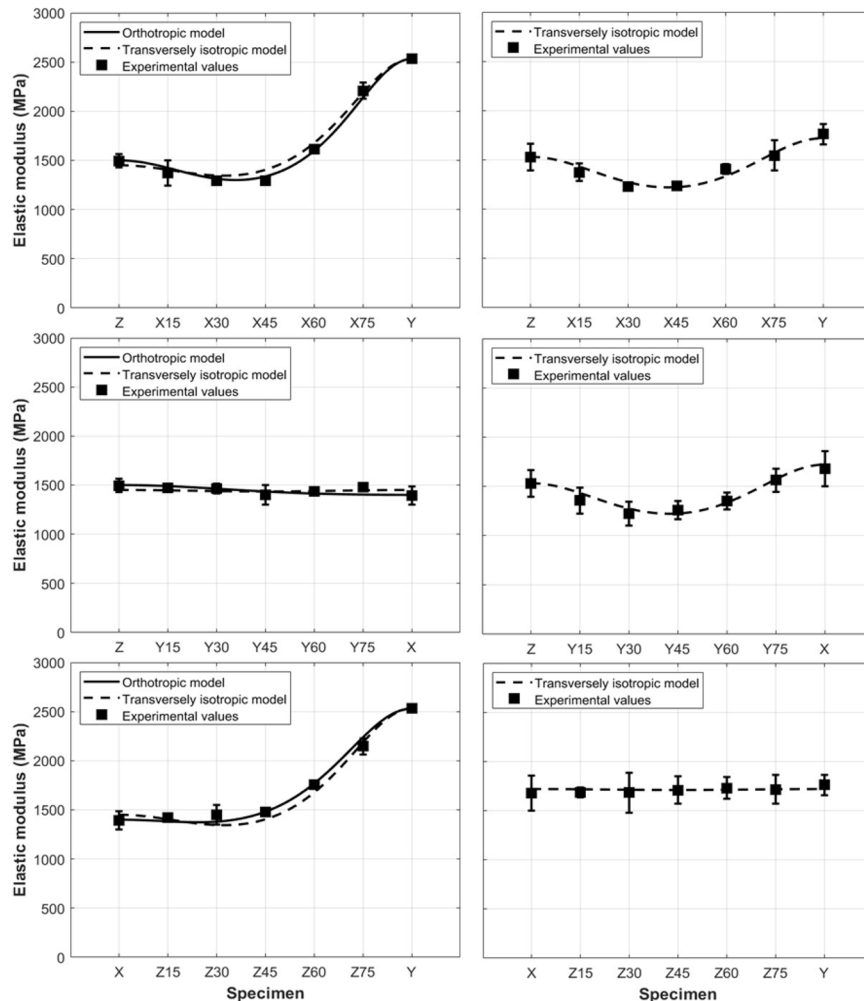 Orthotropic model
Transversely isotropic model
Experimental values
3000
2500
2000
1500
1000
500
0
Elastic modulus (MPa)
Z X15 X30 X45 X60 X75 Y
Transversely isotropic model
Experimental values
Z X15 X30 X45 X60 X75 Y
Orthotropic model
Transversely isotropic model
Experimental values
3000
2500
2000
1500
1000
500
0
Elastic modulus (MPa)
Z Y15 Y30 Y45 Y60 Y75 X
Transversely isotropic model
Experimental values
Z Y15 Y30 Y45 Y60 Y75 X
Orthotropic model
Transversely isotropic model
Experimental values
3000
2500
2000
1500
1000
500
0
Elastic modulus (MPa)
X Z15 Z30 Z45 Z60 Z75 Y
Specimen
Transversely isotropic model
Experimental values
X Z15 Z30 Z45 Z60 Z75 Y
Specimen